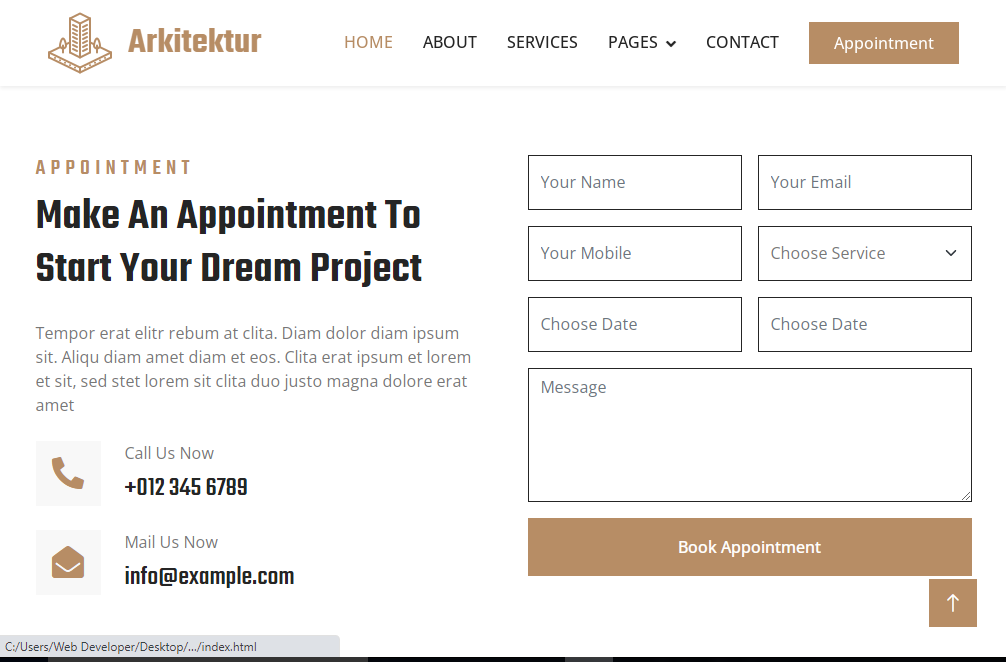 Arkitektur
HOME
ABOUT
SERVICES
PAGES
CONTACT
Appointment
APPOINTMENT
Make An Appointment To
Start Your Dream Project
Tempor erat elitr rebum at clita. Diam dolor diam ipsum
sit. Aliqu diam amet diam et eos. Clita erat ipsum et lorem
et sit, sed stet lorem sit clita duo justo magna dolore erat
amet
Call Us Now
+012 345 6789
Mail Us Now
info@example.com
Your Name
Your Email
Your Mobile
Choose Service
Choose Date
Choose Date
Message
Book Appointment
C:/Users/Web Developer/Desktop/.../index.html